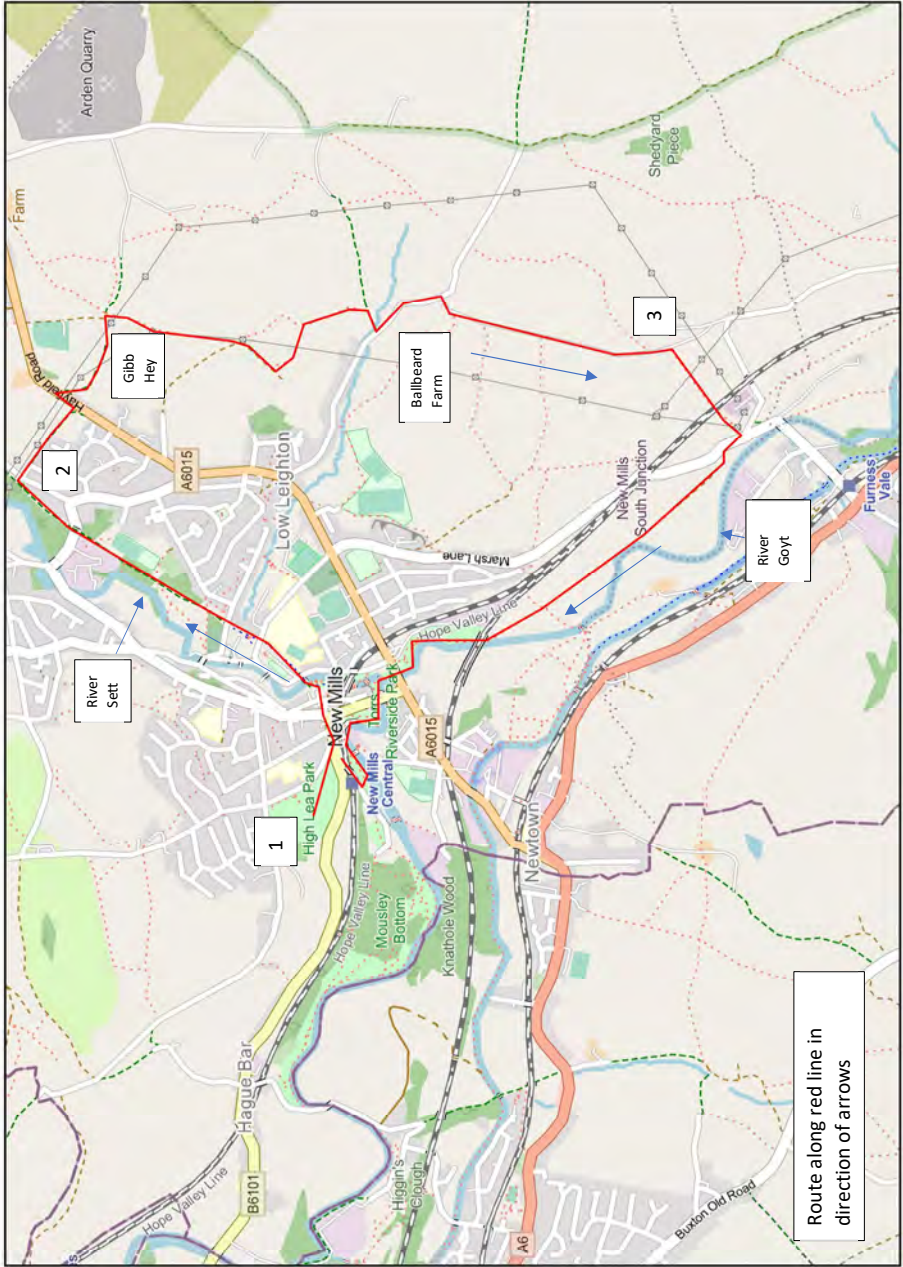 Farm
Arden Quarry
River
Sett
Hayfield Road
2
Gibb
Hey
A6015
Hope Valley Line
Hague Bar
B6101
Low Leighton
1
High Lea Park
New Mills
Hope Valley Line
New Mills
Central
Torrs
Riverside Park
Mousley
Bottom
Ballbeard
Farm
Higgin's
Clough
A6015
Hope Valley Line
Knathole Wood
Marsh Lane
A6
Newtown
New Mills
South Junction
3
Shedyard
Piece
Buxton Old Road
River
Goyt
Route along red line in
direction of arrows
Furness
Vale